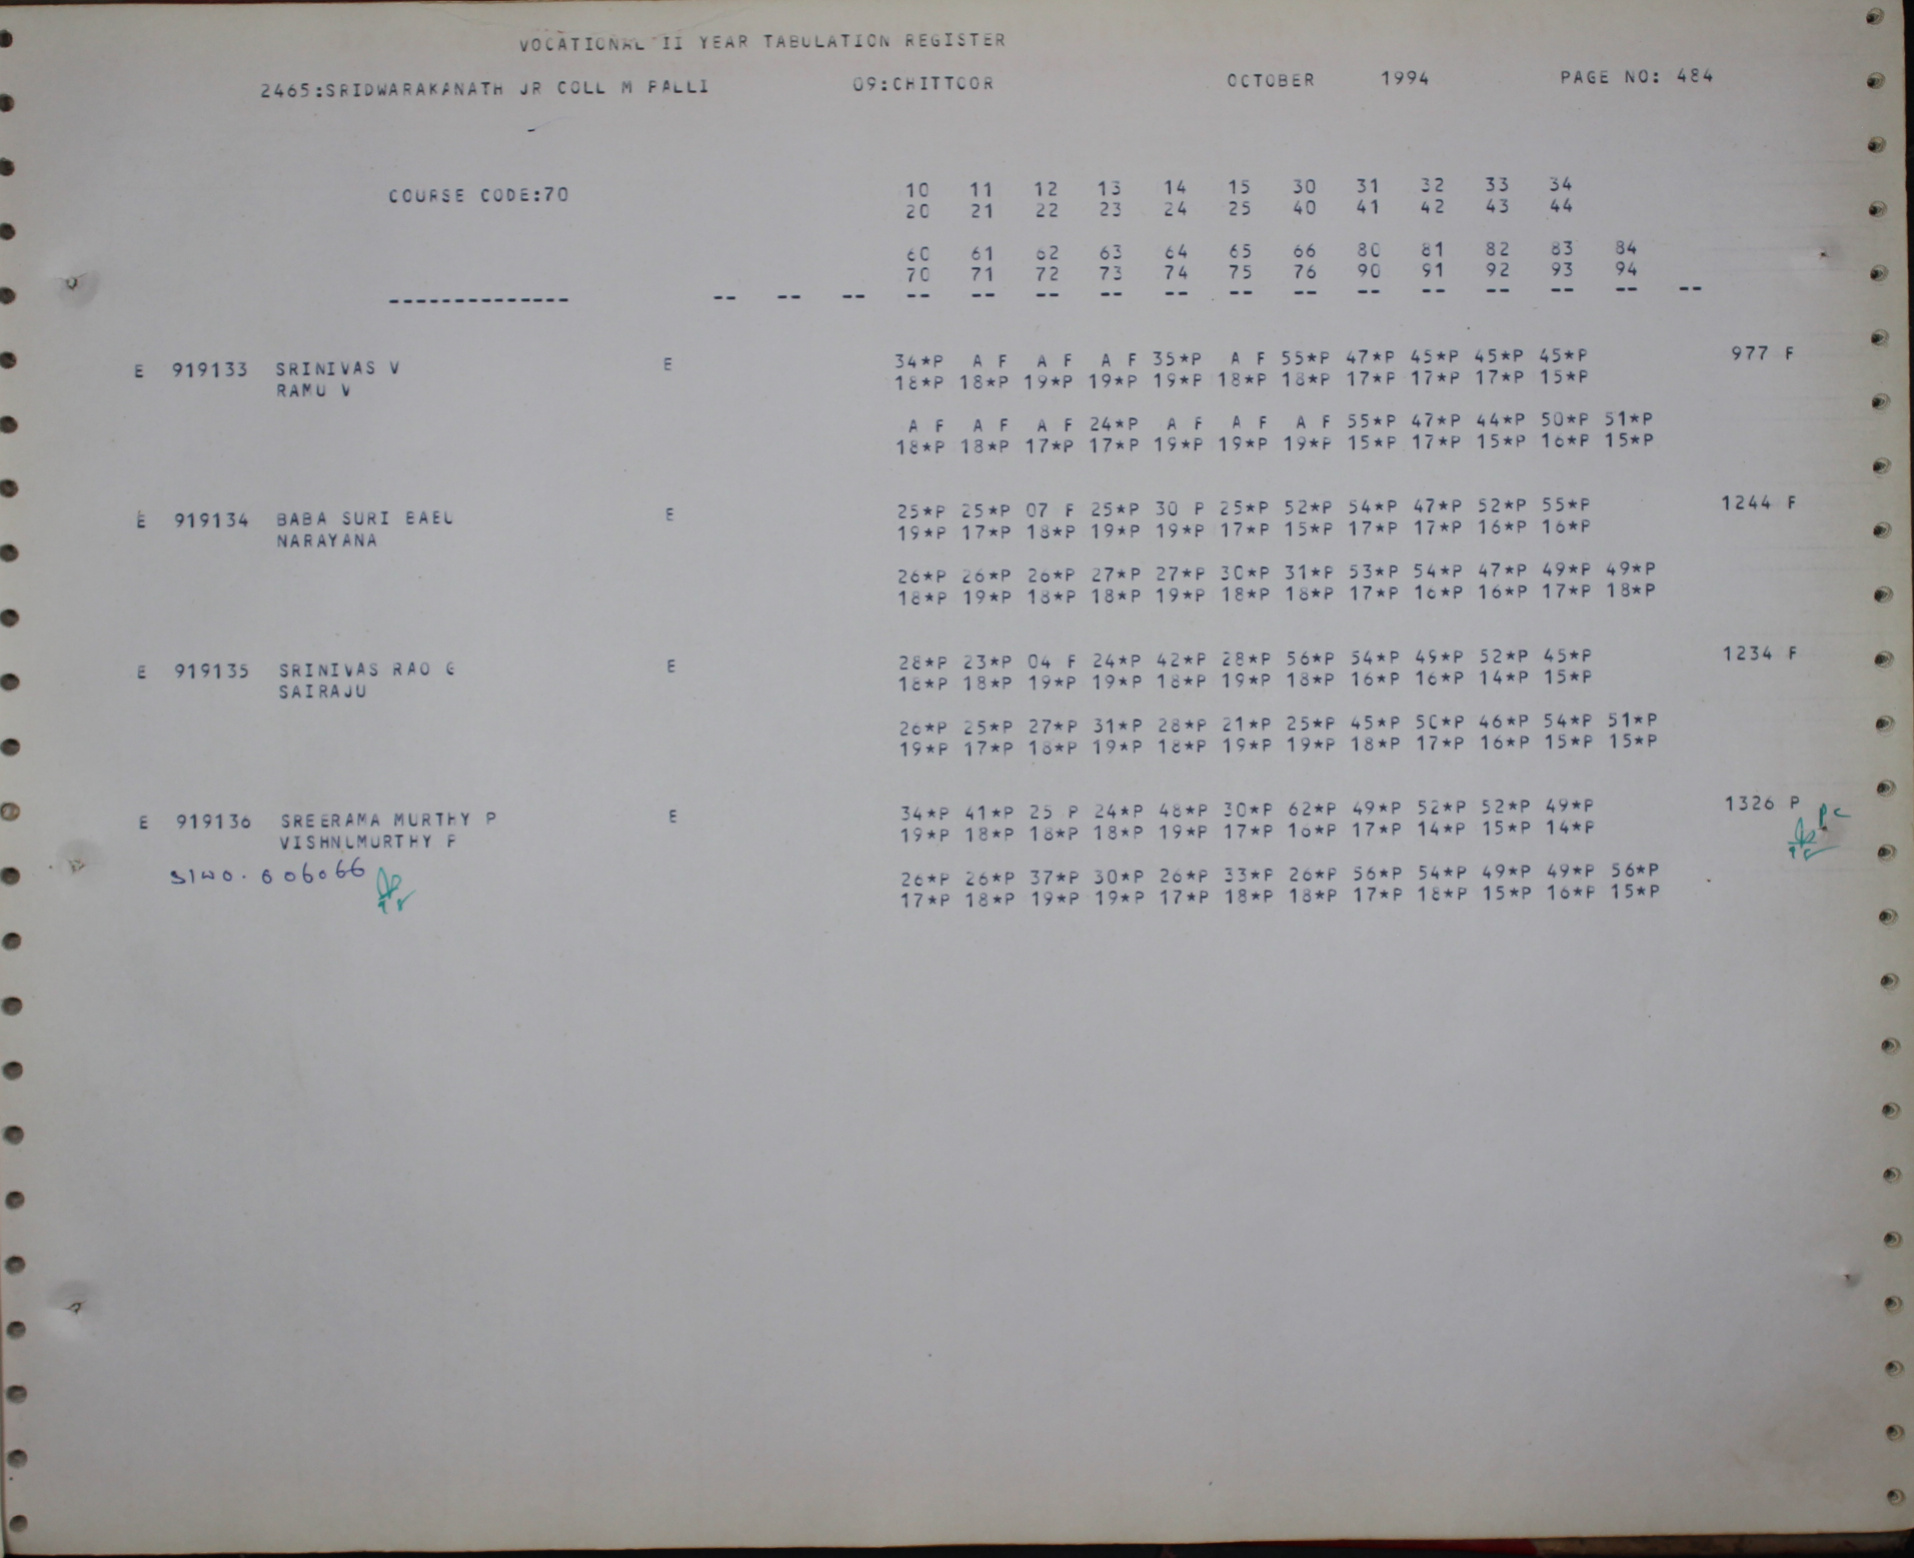 VOCATIONAL II YEAR TABULATION REGISTER
2465:SRIDWARAKANATH JR COLL M PALLI 09:CHITTOOR OCTOBER 1994 PAGE NO: 484
COURSE CODE:70 10 11 12 13 14 15 30 31 32 33 34
20 21 22 23 24 25 40 41 42 43 44
60 61 62 63 64 65 66 80 81 82 83 84
70 71 72 73 74 75 76 90 91 92 93 94
-------------- -- -- -- -- -- -- -- -- -- -- -- -- -- -- -- --
34*P A F A F A F 35*P A F 55*P 47*P 45*P 45*P 45*P 977 F
E 919133 SRINIVAS V E
18*P 18*P 19*P 19*P 19*P 18*P 18*P 17*P 17*P 17*P 15*P
RAMU V
A F A F A F 24*P A F A F A F 55*P 47*P 44*P 50*P 51*P
18*P 18*P 17*P 17*P 19*P 19*P 19*P 15*P 17*P 15*P 16*P 15*P
25*P 25*P 07 F 25*P 30 P 25*P 52*P 54*P 47*P 52*P 55*P 1244 F
E 919134 BABA SURI BABU E
19*P 17*P 18*P 19*P 19*P 17*P 15*P 17*P 17*P 16*P 16*P
NARAYANA
26*P 26*P 26*P 27*P 27*P 30*P 31*P 53*P 54*P 47*P 49*P 49*P
18*P 19*P 18*P 18*P 19*P 18*P 18*P 17*P 16*P 16*P 17*P 18*P
28*P 23*P 04 F 24*P 42*P 28*P 56*P 54*P 49*P 52*P 45*P 1234 F
E 919135 SRINIVAS RAO G E
18*P 18*P 19*P 19*P 18*P 19*P 18*P 16*P 16*P 14*P 15*P
SAIRAJU
26*P 25*P 27*P 31*P 28*P 21*P 25*P 45*P 50*P 46*P 54*P 51*P
19*P 17*P 18*P 19*P 18*P 19*P 19*P 18*P 17*P 16*P 15*P 15*P
34*P 41*P 25 P 24*P 48*P 30*P 62*P 49*P 52*P 52*P 49*P 1326 P
E 919136 SREERAMA MURTHY P E
19*P 18*P 18*P 18*P 19*P 17*P 16*P 17*P 14*P 15*P 14*P
VISHNUMURTHY P
Pc
SlNo. 606066
26*P 26*P 37*P 30*P 26*P 33*P 26*P 56*P 54*P 49*P 49*P 56*P
17*P 18*P 19*P 19*P 17*P 18*P 18*P 17*P 18*P 15*P 16*P 15*P